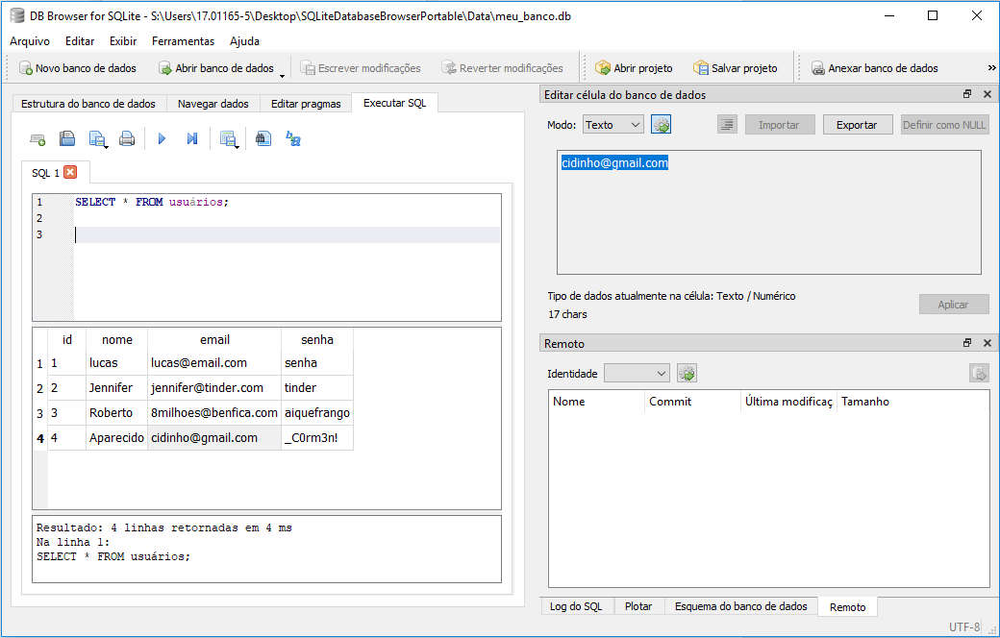 DB Browser for SQLite - S:\Users\17.01165-5\Desktop\SQLiteDatabaseBrowserPortable\Data\meu_banco.db
Arquivo Editar Exibir Ferramentas Ajuda
Novo banco de dados Abrir banco de dados Escrever modificações Reverter modificações Abrir projeto Salvar projeto Anexar banco de dados »
Estrutura do banco de dados Navegar dados Editar pragmas Executar SQL
SQL 1
1 SELECT * FROM usuários;
2
3
id nome email senha
1 1 lucas lucas@email.com senha
2 2 Jennifer jennifer@tinder.com tinder
3 3 Roberto 8milhoes@benfica.com aiquefrango
4 4 Aparecido cidinho@gmail.com _C0rm3n!
Resultado: 4 linhas retornadas em 4 ms
Na linha 1:
SELECT * FROM usuários;
Editar célula do banco de dados
Modo: Texto Importar Exportar Definir como NULL
cidinho@gmail.com
Tipo de dados atualmente na célula: Texto / Numérico
17 chars
Aplicar
Remoto
Identidade
Nome Commit Última modificaç Tamanho
Log do SQL Plotar Esquema do banco de dados Remoto
UTF-8